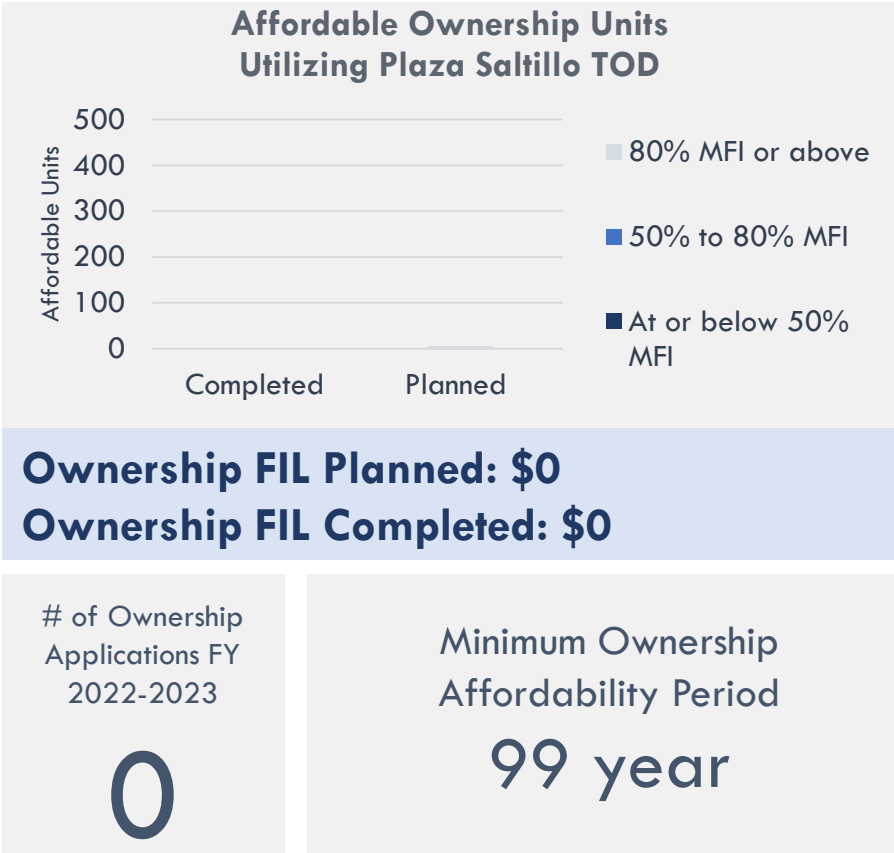 Affordable Ownership Units
Utilizing Plaza Saltillo TOD
Affordable Units
500
400
300
200
100
0
Completed
Planned
80% MFI or above
50% to 80% MFI
At or below 50%
MFI
Ownership FIL Planned: $0
Ownership FIL Completed: $0
# of Ownership
Applications FY
2022-2023
0
Minimum Ownership
Affordability Period
99 year